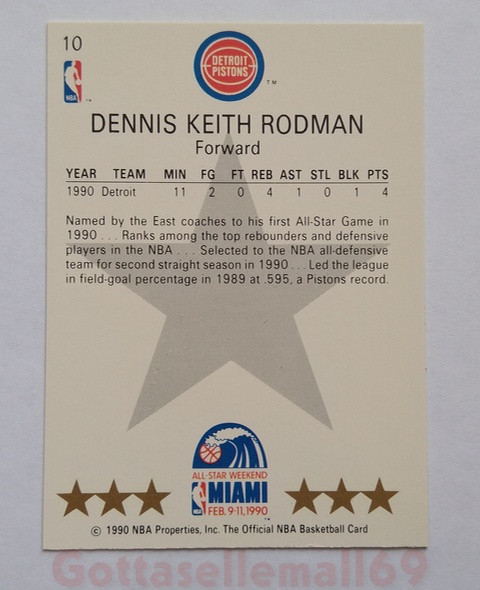 10
DETROIT
PISTONS
TM
NBA
DENNIS KEITH RODMAN
Forward
YEAR TEAM MIN FG FT REB AST STL BLK PTS
1990 Detroit 11 2 0 4 1 0 1 4
Named by the East coaches to his first All-Star Game in
1990 . . . Ranks among the top rebounders and defensive
players in the NBA . . . Selected to the NBA all-defensive
team for second straight season in 1990 . . . Led the league
in field-goal percentage in 1989 at .595, a Pistons record.
ALL-STAR WEEKEND
MIAMI
NBA
FEB. 9-11, 1990
© 1990 NBA Properties, Inc. The Official NBA Basketball Card
Gottasellemall69